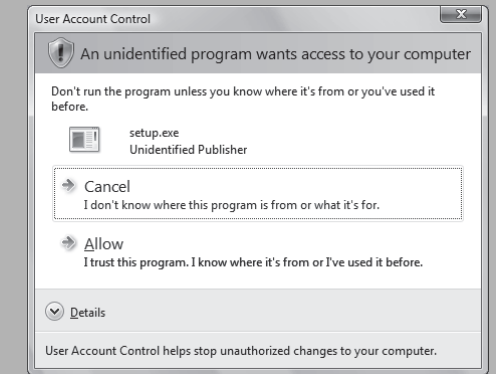 User Account Control
An unidentified program wants access to your computer
Don't run the program unless you know where it's from or you've used it
before.
setup.exe
Unidentified Publisher
Cancel
I don't know where this program is from or what it's for.
Allow
I trust this program. I know where it's from or I've used it before.
Details
User Account Control helps stop unauthorized changes to your computer.